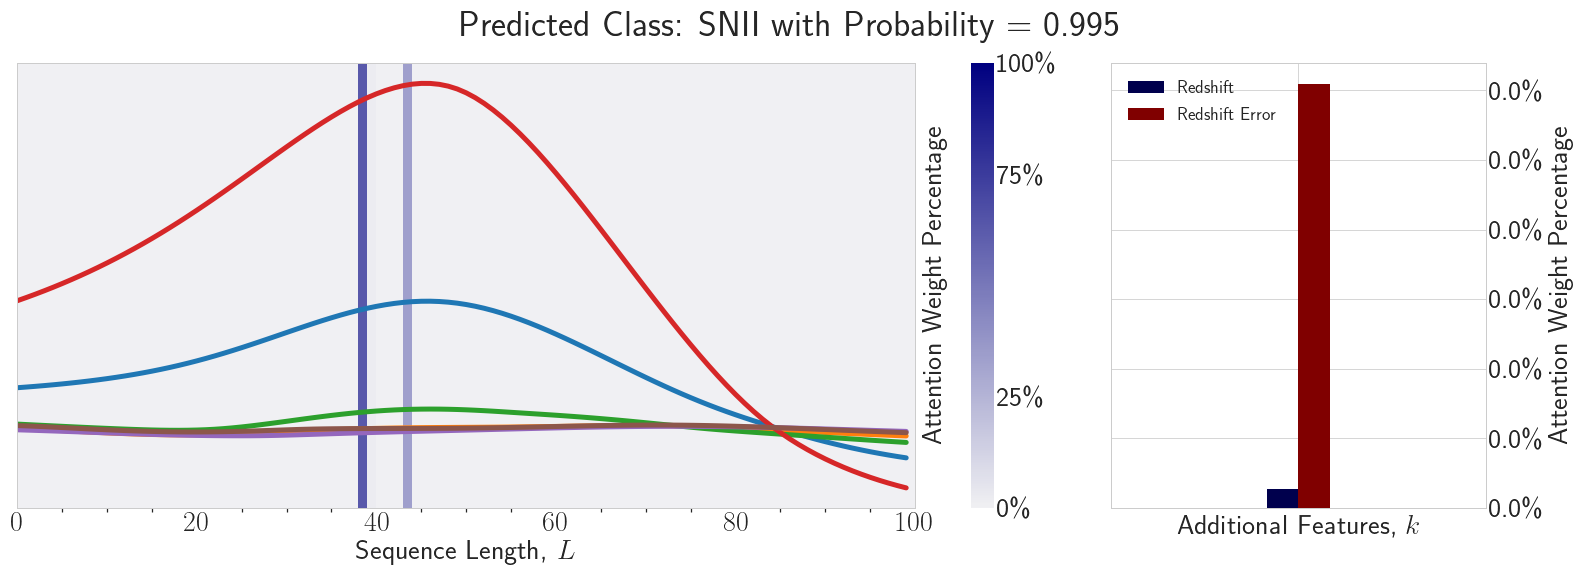 Predicted Class: SNII with Probability = 0.995
0
20
40
60
80
100
Sequence Length, L
100%
75%
25%
0%
Attention Weight Percentage
Redshift
Redshift Error
0.0%
0.0%
0.0%
0.0%
0.0%
0.0%
0.0%
Attention Weight Percentage
Additional Features, k